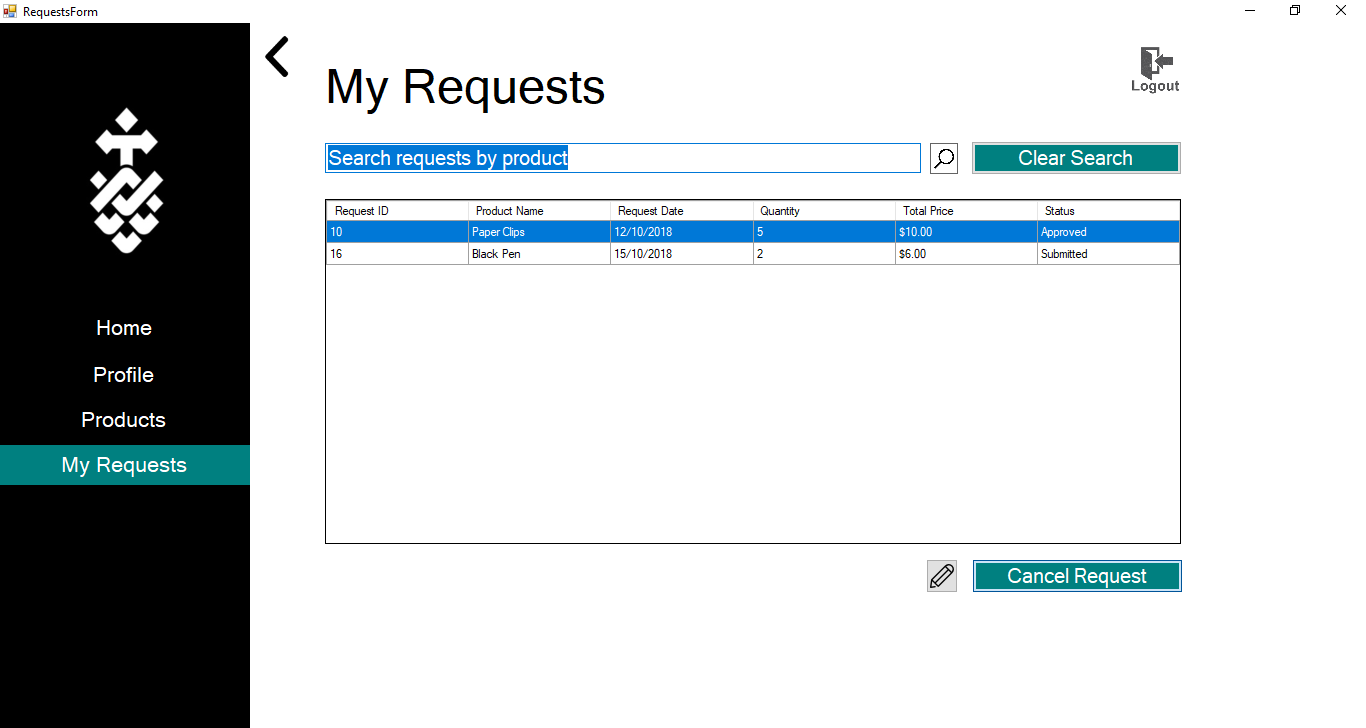 RequestsForm
My Requests
Logout
Search requests by product
Clear Search
Request ID Product Name Request Date Quantity Total Price Status
10 Paper Clips 12/10/2018 5 $10.00 Approved
16 Black Pen 15/10/2018 2 $6.00 Submitted
Home
Profile
Products
My Requests
Cancel Request